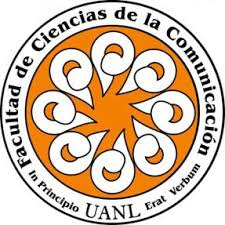 Facultad de Ciencias de la Comunicación
In Principio UANL Erat Verbum